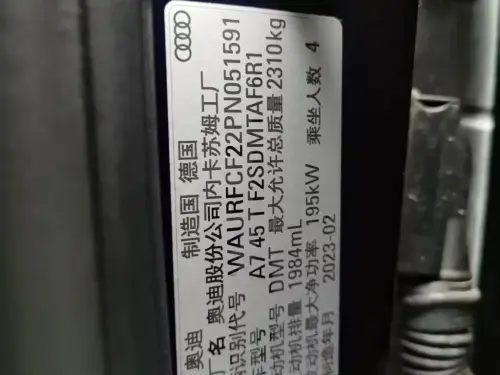 奥迪 制造国 德国
厂名 奥迪股份公司内卡苏姆工厂
辆识别代号 WAURFCF22PN051591
车型号 A7 45 T F2SDMTAF6R1
动机型号 DMT 最大允许总质量 2310kg
动机排量 1984mL
发动机最大净功率 195kW 乘坐人数 4
制造年月 2023-02